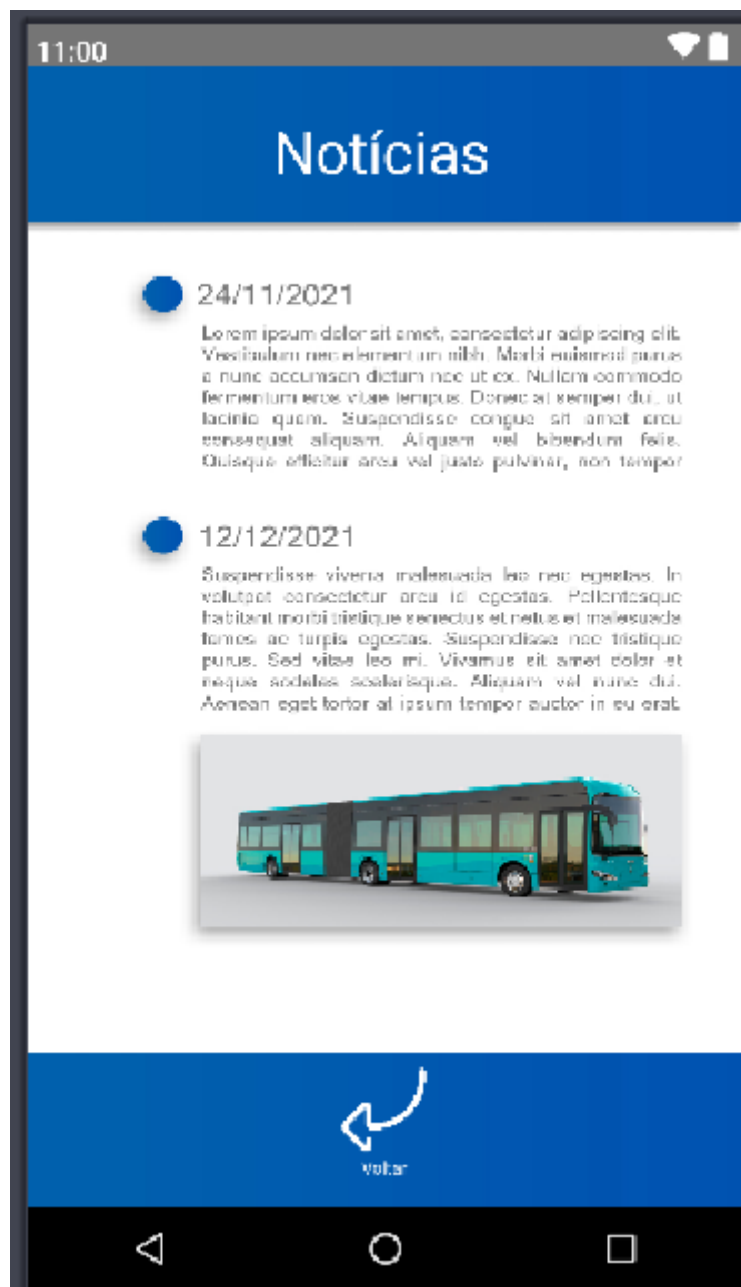 11:00
Notícias
24/11/2021
Lorem ipsum dolor sit amet, consectetur adipiscing elit.
Vestibulum nec elementum nibh. Morbi euismod purus
a nunc accumsan dictum nec ut ex. Nullam commodo
fermentum eros vitae tempus. Donec at semper dui, ut
lacinia quam. Suspendisse congue sit amet arcu
consequat aliquam. Aliquam vel bibendum felis.
Quisque efficitur arcu vel justo pulvinar, non tempor
12/12/2021
Suspendisse viverra malesuada leo nec egestas. In
volutpat consectetur arcu id egestas. Pellentesque
habitant morbi tristique senectus et netus et malesuada
fames ac turpis egestas. Suspendisse nec tristique
purus. Sed vitae leo mi. Vivamus sit amet dolor et
neque sodales scelerisque. Aliquam vel nunc dui.
Aenean eget tortor at ipsum tempor auctor in eu erat.
Voltar